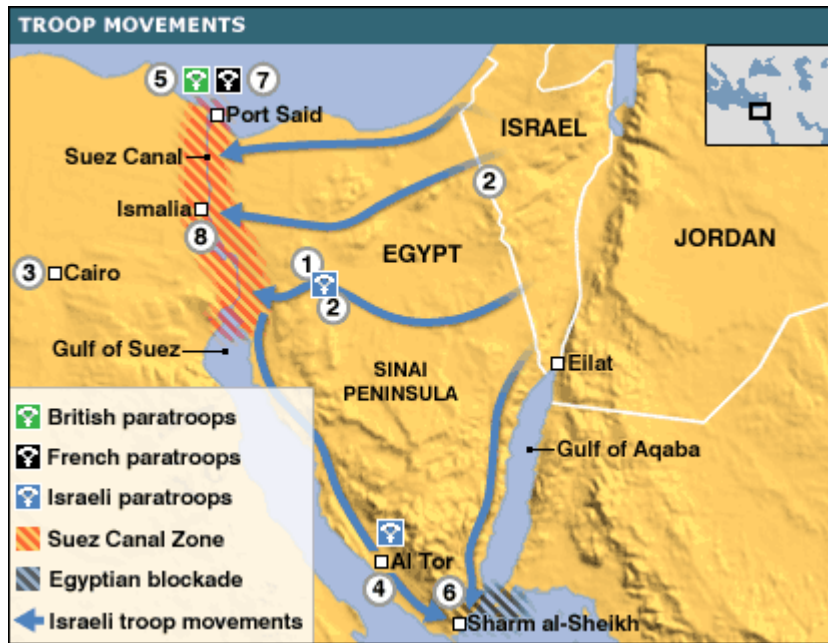 TROOP MOVEMENTS
5
7
Port Said
Suez Canal
ISRAEL
2
Ismalia
8
EGYPT
JORDAN
3
Cairo
1
2
Gulf of Suez
SINAI
PENINSULA
Eilat
Gulf of Aqaba
British paratroops
French paratroops
Israeli paratroops
Suez Canal Zone
Egyptian blockade
Israeli troop movements
Al Tor
4
6
Sharm al-Sheikh